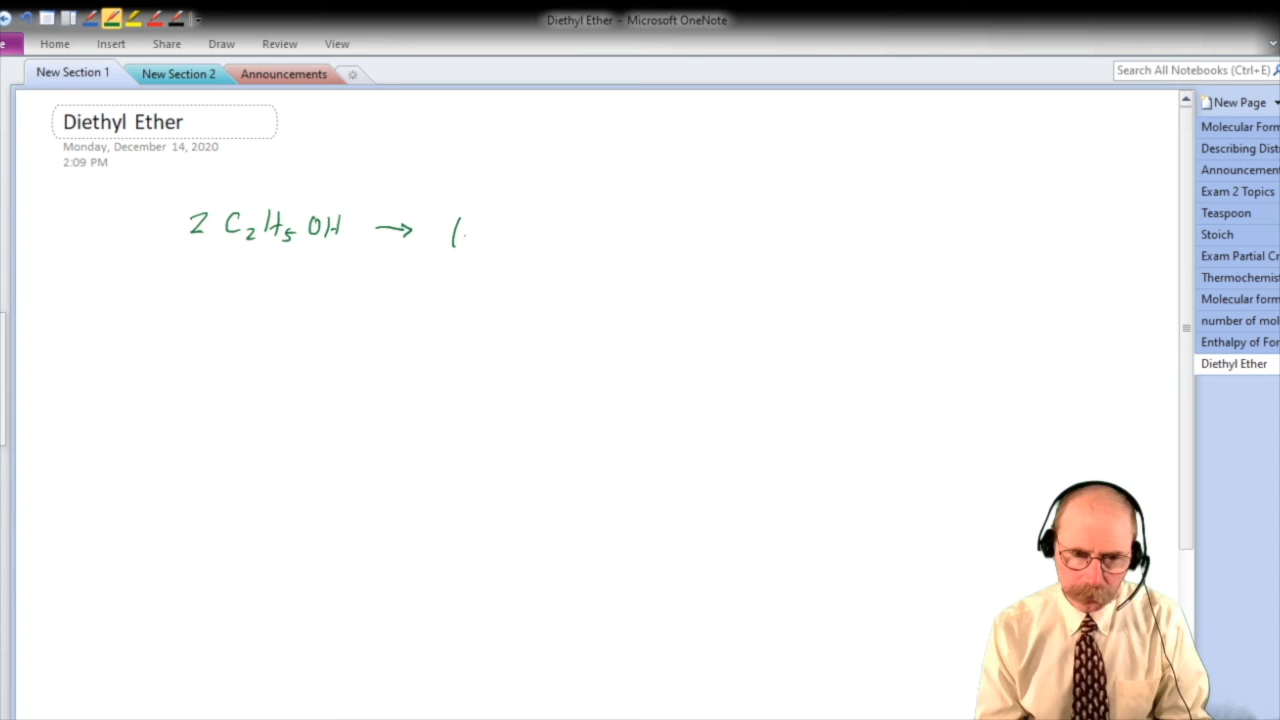 Diethyl Ether - Microsoft OneNote
Home Insert Share Draw Review View
New Section 1 New Section 2 Announcements
Search All Notebooks (Ctrl+E)
New Page
Diethyl Ether
Monday, December 14, 2020
2:09 PM
2 C₂H₅OH → (
Molecular Form
Describing Dist
Announcement
Exam 2 Topics
Teaspoon
Stoich
Exam Partial Cr
Thermochemist
Molecular form
number of mol
Enthalpy of For
Diethyl Ether